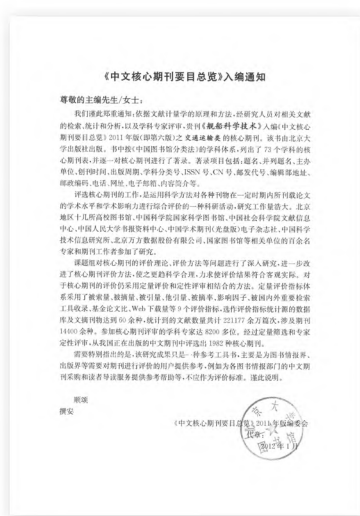 《中文核心期刊要目总览》入编通知
尊敬的主编先生/女士：
我们谨此郑重通知：依据文献计量学的原理和方法，经研究人员对相关文献
的检索、统计和分析，以及学科专家评审，贵刊《舰船科学技术》入编《中文核
心期刊要目总览》2011年版（即第六版）之交通运输类的核心期刊。该书由北京大
学出版社出版。书中按《中国图书馆分类法》的学科体系，列出了73个学科的核心
期刊表，并逐一对核心期刊进行了著录。著录项目包括：题名、并列题名、主办
单位、创刊时间、出版周期、学科分类号、ISSN号、CN号、邮发代号、编辑部地址、
邮政编码、电话、网址、电子邮箱、内容简介等。
评选核心期刊的工作，是运用科学方法对各种刊物在一定时期内所刊载论文
的学术水平和学术影响力进行综合评价的一种科研活动，研究工作量浩大。北京
地区十几所高校图书馆、中国科学院国家科学图书馆、中国社会科学院文献信息
中心、中国人民大学书报资料中心、中国学术期刊（光盘版）电子杂志社、中国科学
技术信息研究所、北京万方数据股份有限公司、国家图书馆等相关单位的百余名
专家和期刊工作者参加了研究。
课题组对核心期刊的评价理论、评价方法等问题进行了深入研究，进一步改
进了核心期刊评价方法，使之更趋科学合理，力求使评价结果符合客观实际。对
于核心期刊的评价仍采用定量评价和定性评审相结合的方法。定量评价指标体
系采用了被索量、被摘量、被引量、他引量、被摘率、影响因子、被国内外重要检索
工具收录、基金论文比、Web下载量等9个评价指标，选作评价指标统计源的数据
库及文摘刊物达到60余种，统计到的文献数量共计221177余万篇次，涉及期刊
14400余种。参加核心期刊评审的学科专家达8200多位。经过定量筛选和专家
定性评审，从我国正在出版的中文期刊中评选出1982种核心期刊。
需要特别指出的是，该研究成果只是一种参考工具书，主要是为图书情报界、
出版界等需要对期刊进行评价的用户提供参考，例如为各图书情报部门的中文期
刊采购和读者导读服务提供参考帮助等，不应作为评价标准。谨此说明。
顺颂
撰安
《中文核心期刊要目总览》2011年版编委会
代章：
2012年1月